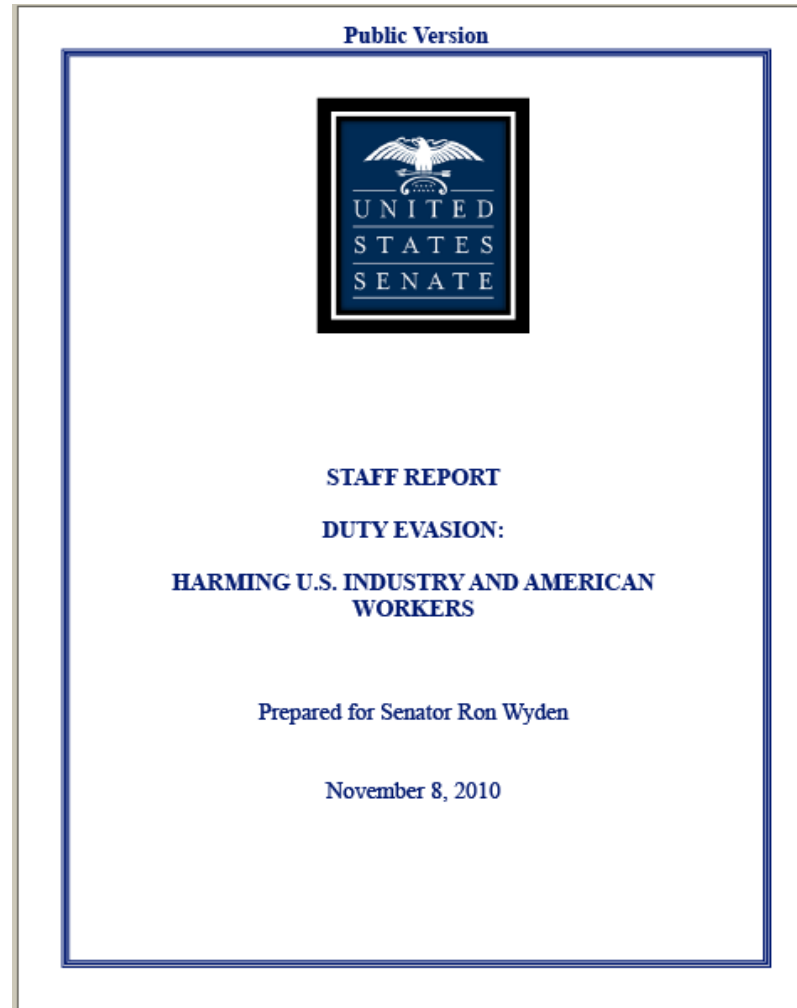 Public Version
UNITED
STATES
SENATE
STAFF REPORT
DUTY EVASION:
HARMING U.S. INDUSTRY AND AMERICAN
WORKERS
Prepared for Senator Ron Wyden
November 8, 2010